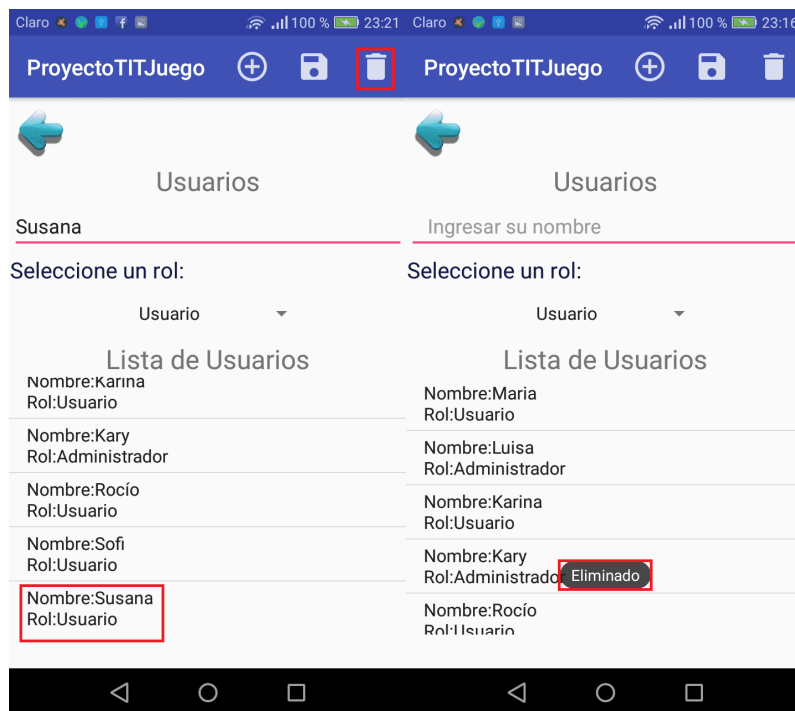 Claro
100 %
23:21
ProyectoTITJuego
Usuarios
Susana
Seleccione un rol:
Usuario
Lista de Usuarios
Nombre:Karina
Rol:Usuario
Nombre:Kary
Rol:Administrador
Nombre:Rocío
Rol:Usuario
Nombre:Sofi
Rol:Usuario
Nombre:Susana
Rol:Usuario
Claro
100 %
23:16
ProyectoTITJuego
Usuarios
Ingresar su nombre
Seleccione un rol:
Usuario
Lista de Usuarios
Nombre:Maria
Rol:Usuario
Nombre:Luisa
Rol:Administrador
Nombre:Karina
Rol:Usuario
Nombre:Kary
Rol:Administrador
Eliminado
Nombre:Rocío
Rol:Usuario